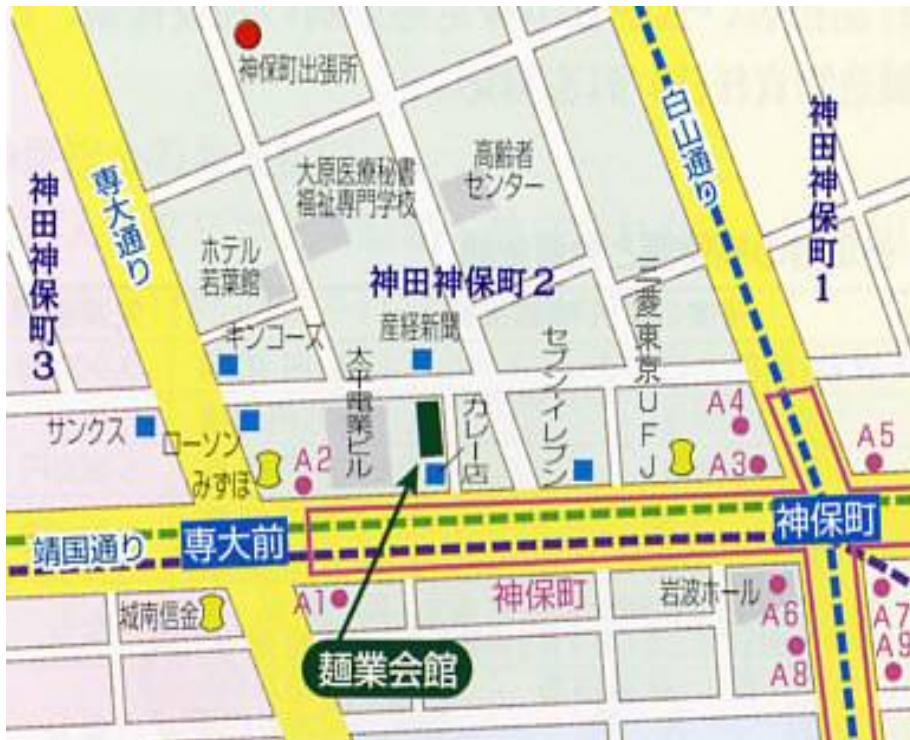 神保町出張所
大原医療秘書
福祉専門学校
高齢者
センター
白山通り
神田神保町1
神田神保町3
専大通り
ホテル
若葉館
神田神保町2
キンコーズ
産経新聞
太平電業ビル
カレー店
セブン-イレブン
三菱東京UFJ
サンクス
ローソン
みずほ
A2
A4
A3
A5
靖国通り
専大前
神保町
城南信金
A1
神保町
岩波ホール
A6
A7
A8
A9
麺業会館